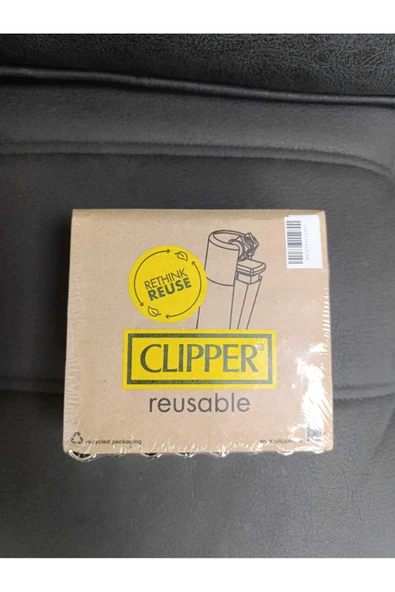 RETHINK
REUSE
CLIPPER®
reusable
recycled packaging